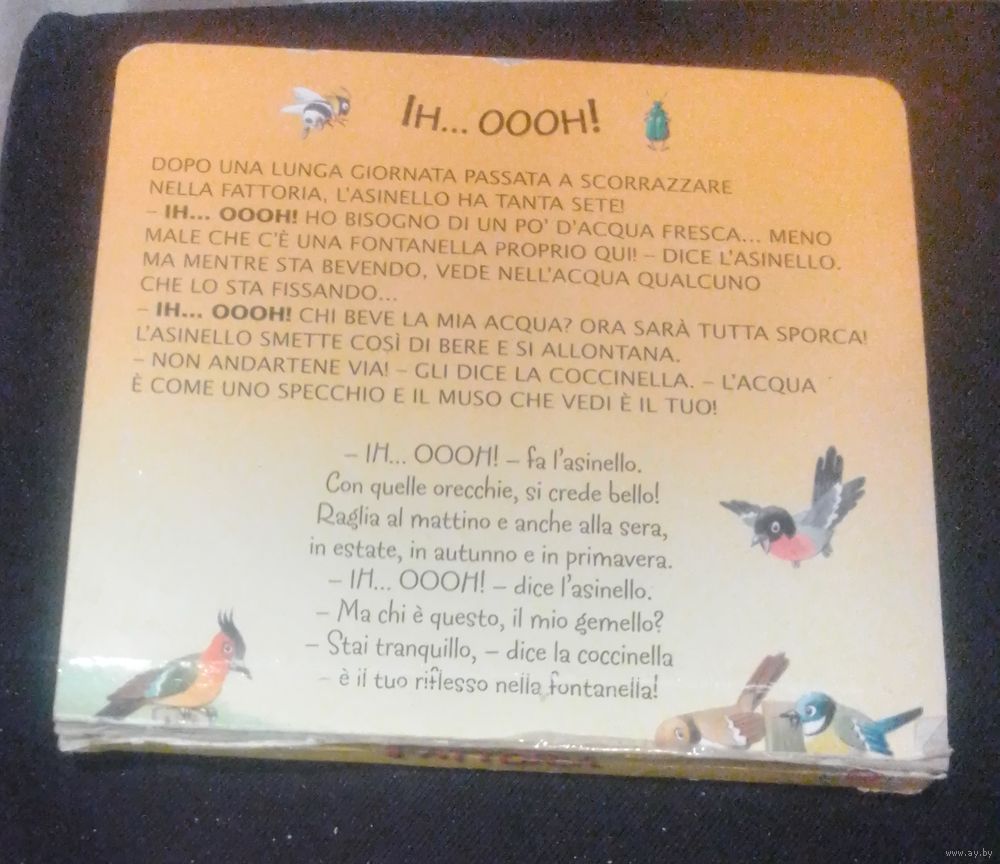 IH... OOOH!
DOPO UNA LUNGA GIORNATA PASSATA A SCORRAZZARE
NELLA FATTORIA, L'ASINELLO HA TANTA SETE!
– IH... OOOH! HO BISOGNO DI UN PO' D'ACQUA FRESCA... MENO
MALE CHE C'È UNA FONTANELLA PROPRIO QUI! – DICE L'ASINELLO.
MA MENTRE STA BEVENDO, VEDE NELL'ACQUA QUALCUNO
CHE LO STA FISSANDO...
– IH... OOOH! CHI BEVE LA MIA ACQUA? ORA SARÀ TUTTA SPORCA!
L'ASINELLO SMETTE COSÌ DI BERE E SI ALLONTANA.
– NON ANDARTENE VIA! – GLI DICE LA COCCINELLA. – L'ACQUA
È COME UNO SPECCHIO E IL MUSO CHE VEDI È IL TUO!
– IH... OOOH! – fa l'asinello.
Con quelle orecchie, si crede bello!
Raglia al mattino e anche alla sera,
in estate, in autunno e in primavera.
– IH... OOOH! – dice l'asinello.
– Ma chi è questo, il mio gemello?
– Stai tranquillo, – dice la coccinella
– è il tuo riflesso nella fontanella!
FATTORIA
www.ay.by